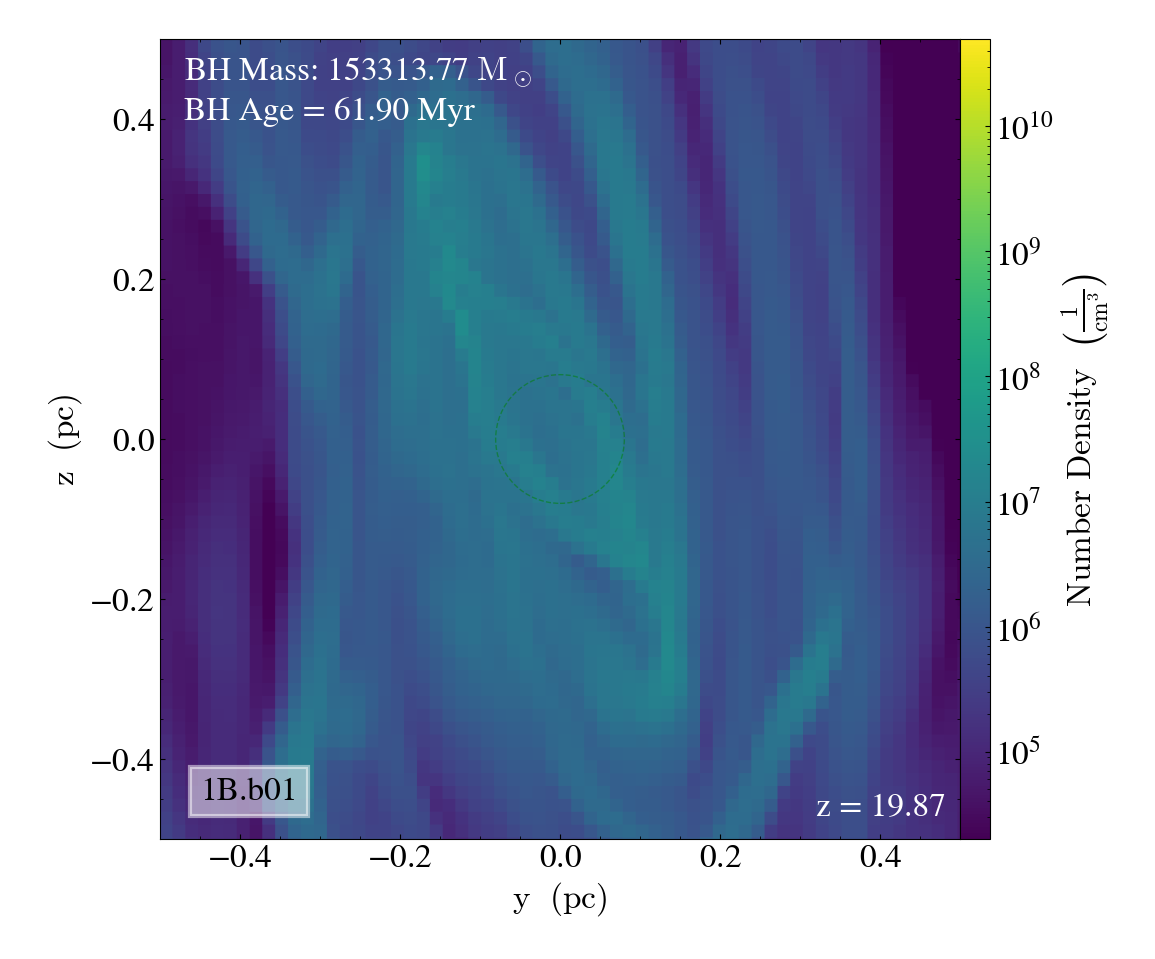 BH Mass: 153313.77 M⊙
BH Age = 61.90 Myr
0.4
0.2
0.0
−0.2
−0.4
z (pc)
1B.b01
z = 19.87
−0.4 −0.2 0.0 0.2 0.4
y (pc)
10^10
10^9
10^8
10^7
10^6
10^5
Number Density (1/cm^3)